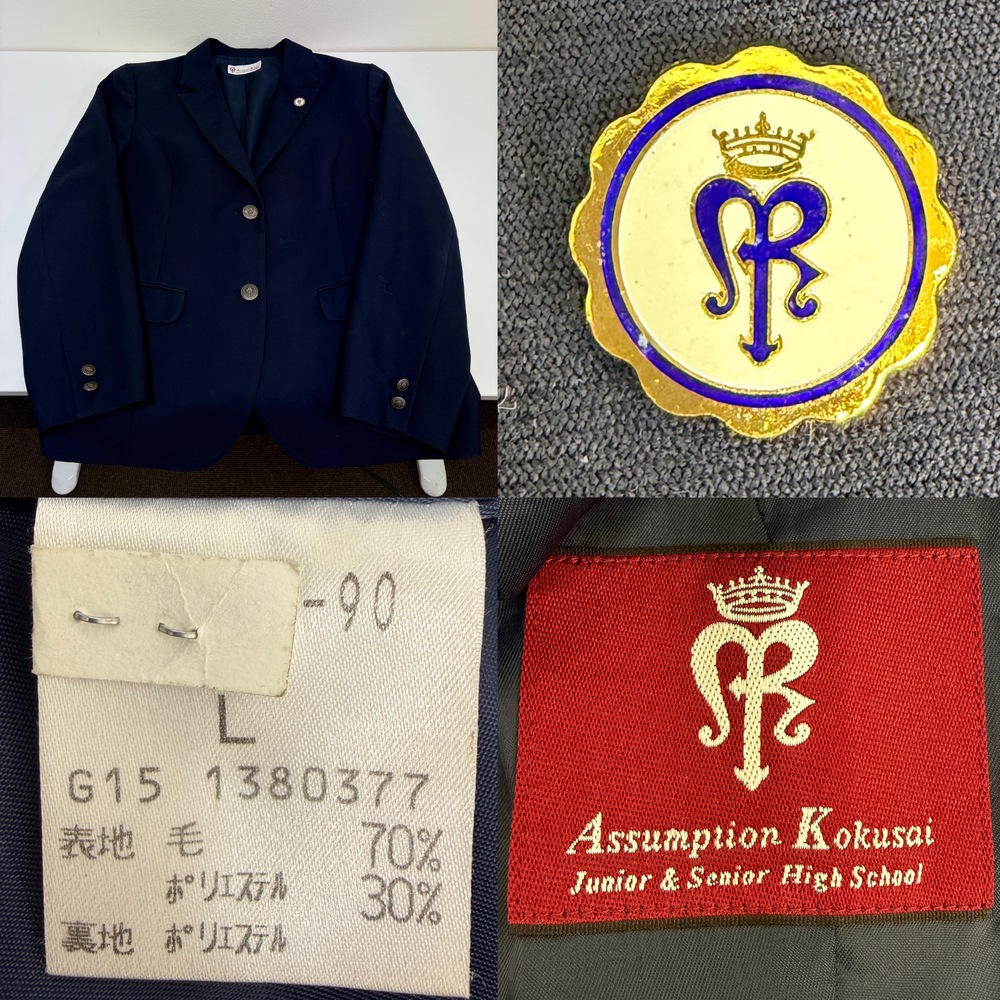 -90
L
G15 1380377
表地 毛 70%
ポリエステル 30%
裏地 ポリエステル
Assumption Kokusai
Junior & Senior High School